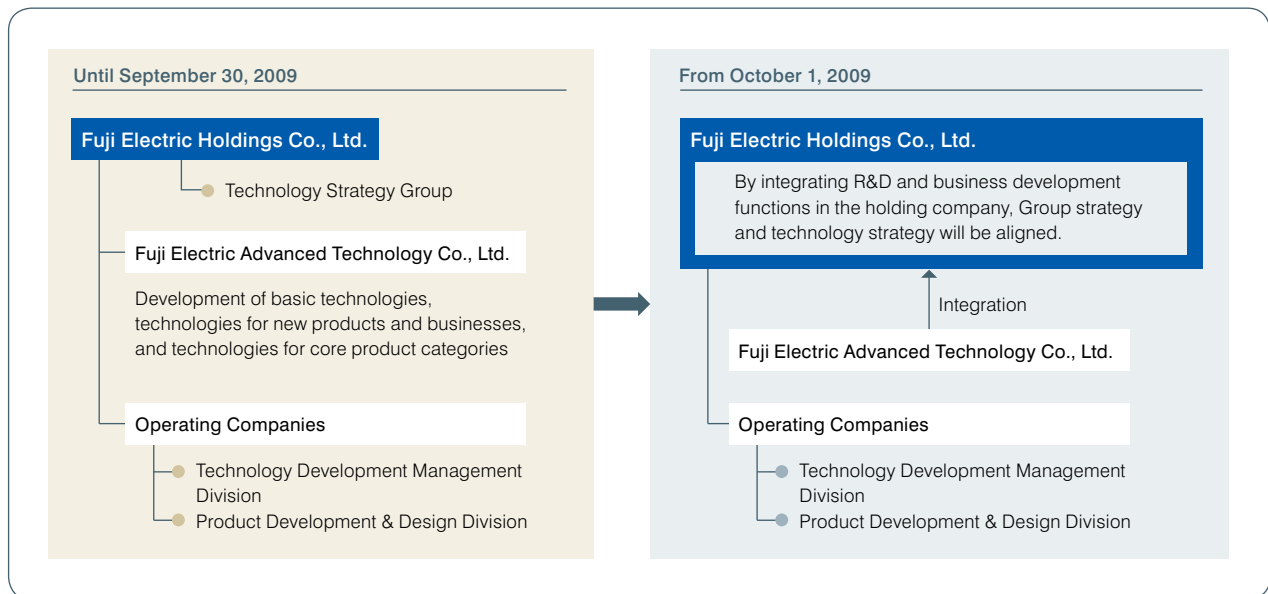 Until September 30, 2009
Fuji Electric Holdings Co., Ltd.
Technology Strategy Group
Fuji Electric Advanced Technology Co., Ltd.
Development of basic technologies,
technologies for new products and businesses,
and technologies for core product categories
Operating Companies
Technology Development Management
Division
Product Development & Design Division
From October 1, 2009
Fuji Electric Holdings Co., Ltd.
By integrating R&D and business development
functions in the holding company, Group strategy
and technology strategy will be aligned.
Integration
Fuji Electric Advanced Technology Co., Ltd.
Operating Companies
Technology Development Management
Division
Product Development & Design Division